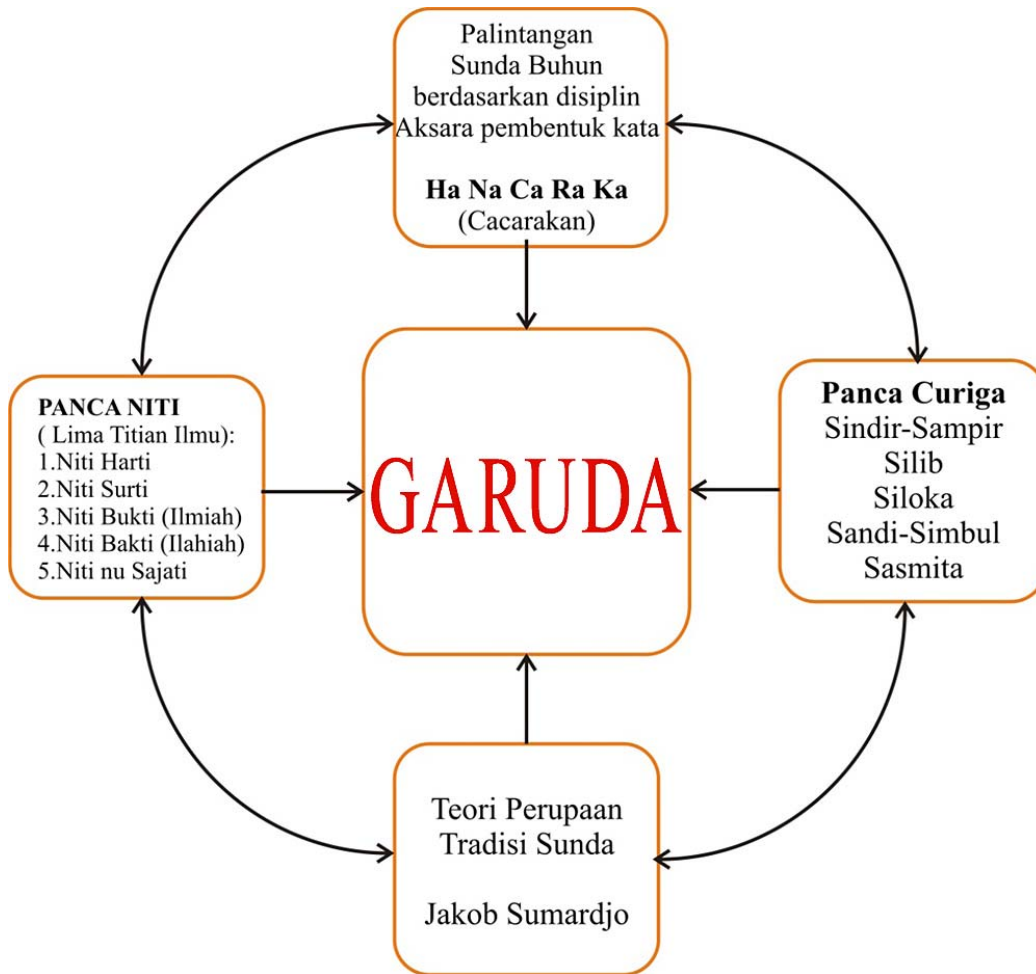 Palintangan
Sunda Buhun
berdasarkan disiplin
Aksara pembentuk kata
Ha Na Ca Ra Ka
(Cacarakan)
PANCA NITI
( Lima Titian Ilmu):
1.Niti Harti
2.Niti Surti
3.Niti Bukti (Ilmiah)
4.Niti Bakti (Ilahiah)
5.Niti nu Sajati
GARUDA
Panca Curiga
Sindir-Sampir
Silib
Siloka
Sandi-Simbul
Sasmita
Teori Perupaan
Tradisi Sunda
Jakob Sumardjo